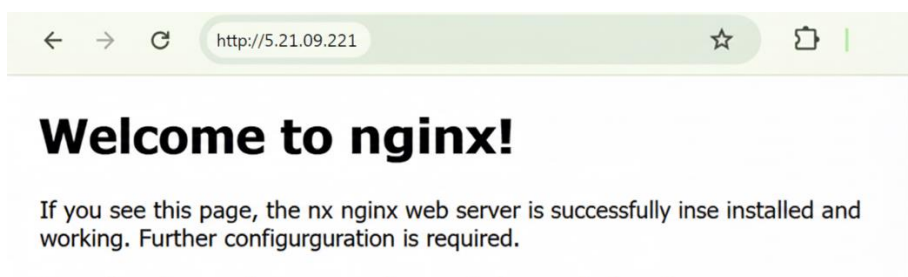 http://5.21.09.221
Welcome to nginx!
If you see this page, the nx nginx web server is successfully inse installed and
working. Further configurguration is required.